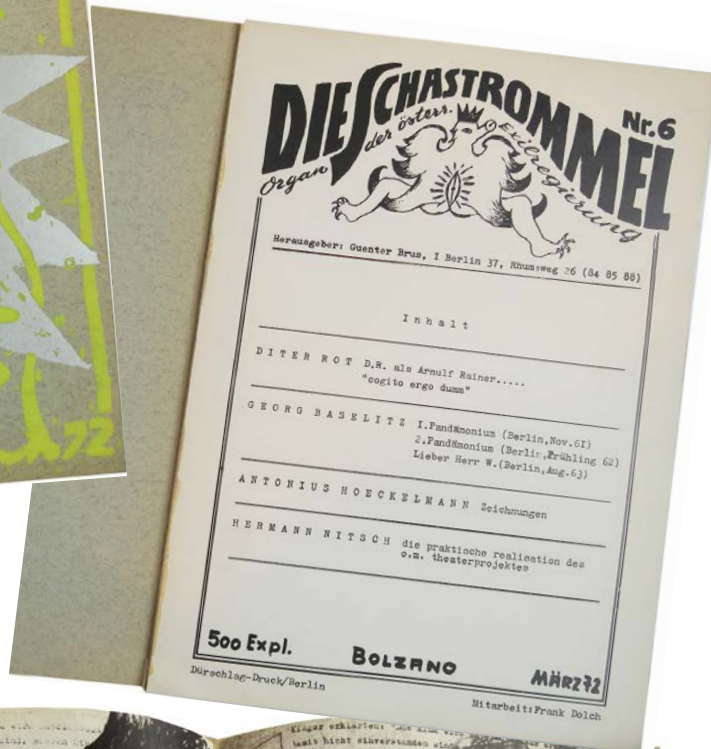 DIE SCHASTROMMEL
Nr.6
Organ der österr. Exilregierung
Herausgeber: Guenter Brus, I Berlin 37, Rhumeweg 26 (84 85 88)
Inhalt
DITER ROT D.R. als Arnulf Rainer.....
"cogito ergo dumm"
GEORG BASELITZ 1.Pandämonium (Berlin,Nov.61)
2.Pandämonium (Berlin,Frühling 62)
Lieber Herr W.(Berlin,Aug.63)
ANTONIUS HOECKELMANN Zeichnungen
HERMANN NITSCH die praktische realisation des
o.m. theaterprojektes
500 Expl. BOLZANO MÄRZ 72
Dürschlag-Druck/Berlin Mitarbeit:Frank Dolch
72